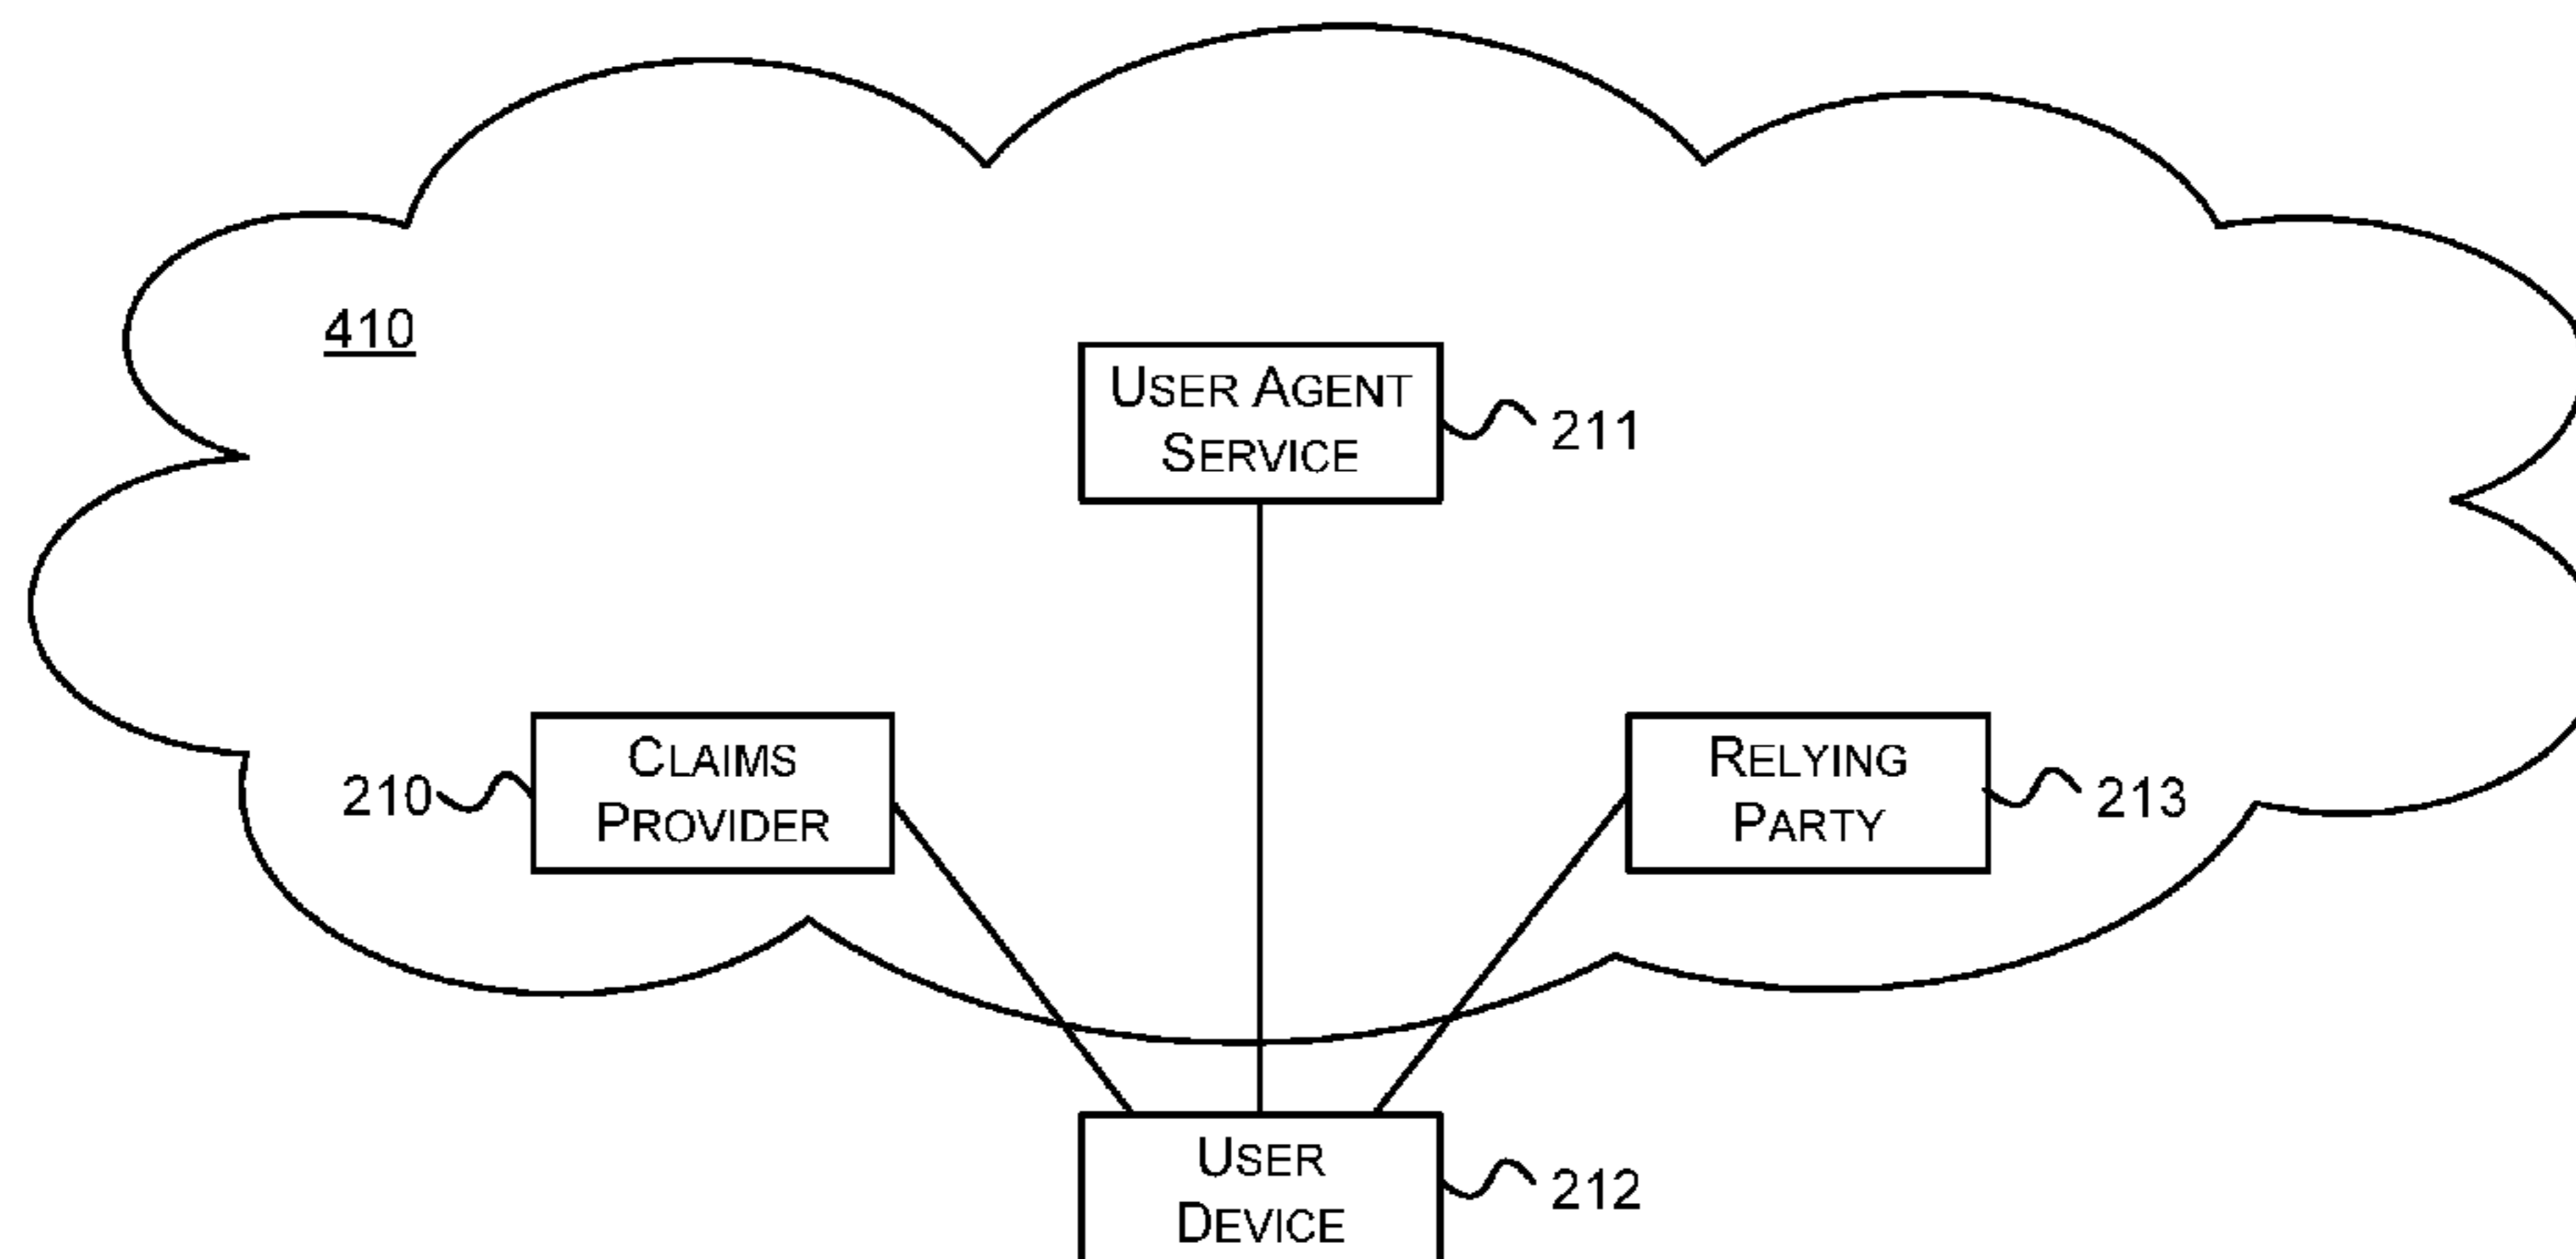 410
USER AGENT
SERVICE
211
CLAIMS
PROVIDER
210
RELYING
PARTY
213
USER
DEVICE
212